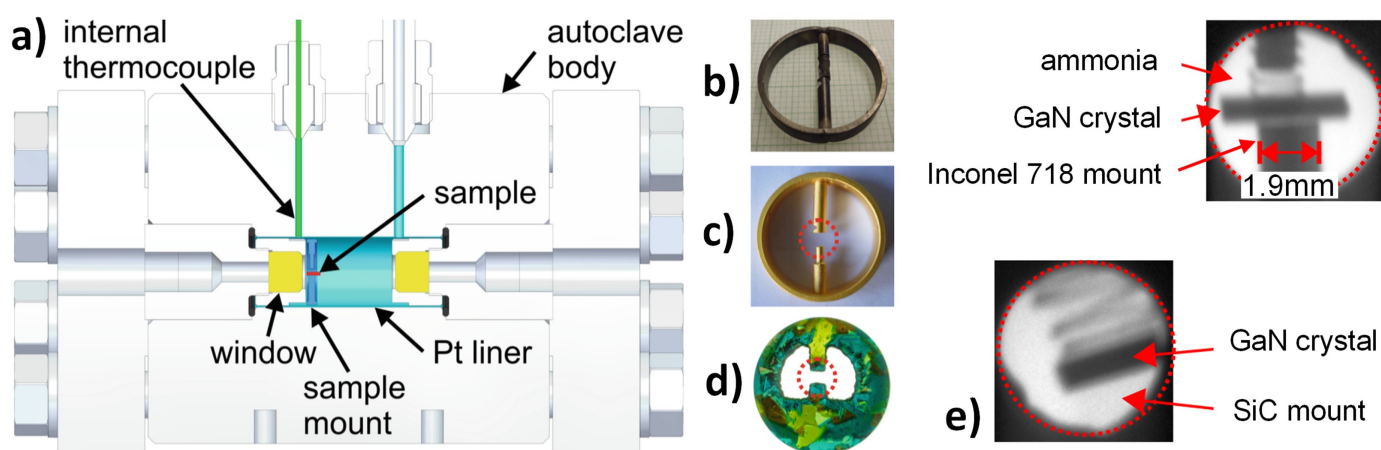 a)
internal
thermocouple
autoclave
body
sample
window
sample
mount
Pt liner
b)
c)
d)
ammonia
GaN crystal
Inconel 718 mount
1.9mm
e)
GaN crystal
SiC mount